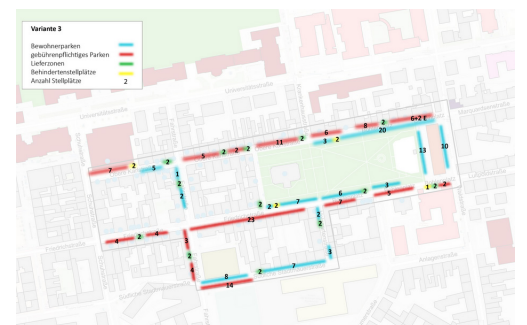 Variante 3
Bewohnerparken
gebührenpflichtiges Parken
Lieferzonen
Behindertenstellplätze
Anzahl Stellplätze 2
Universitätsstraße
Universitätsstraße
6+2 t
8 2
6
20
11 2
3 2
5 2 2 2
13
10
7 2 5 2
1
2
2
3
6 2
1 2 2
7
5
7
2 2 2
2
2
23
4 2 4
3
2
4
3
7
2
8
14